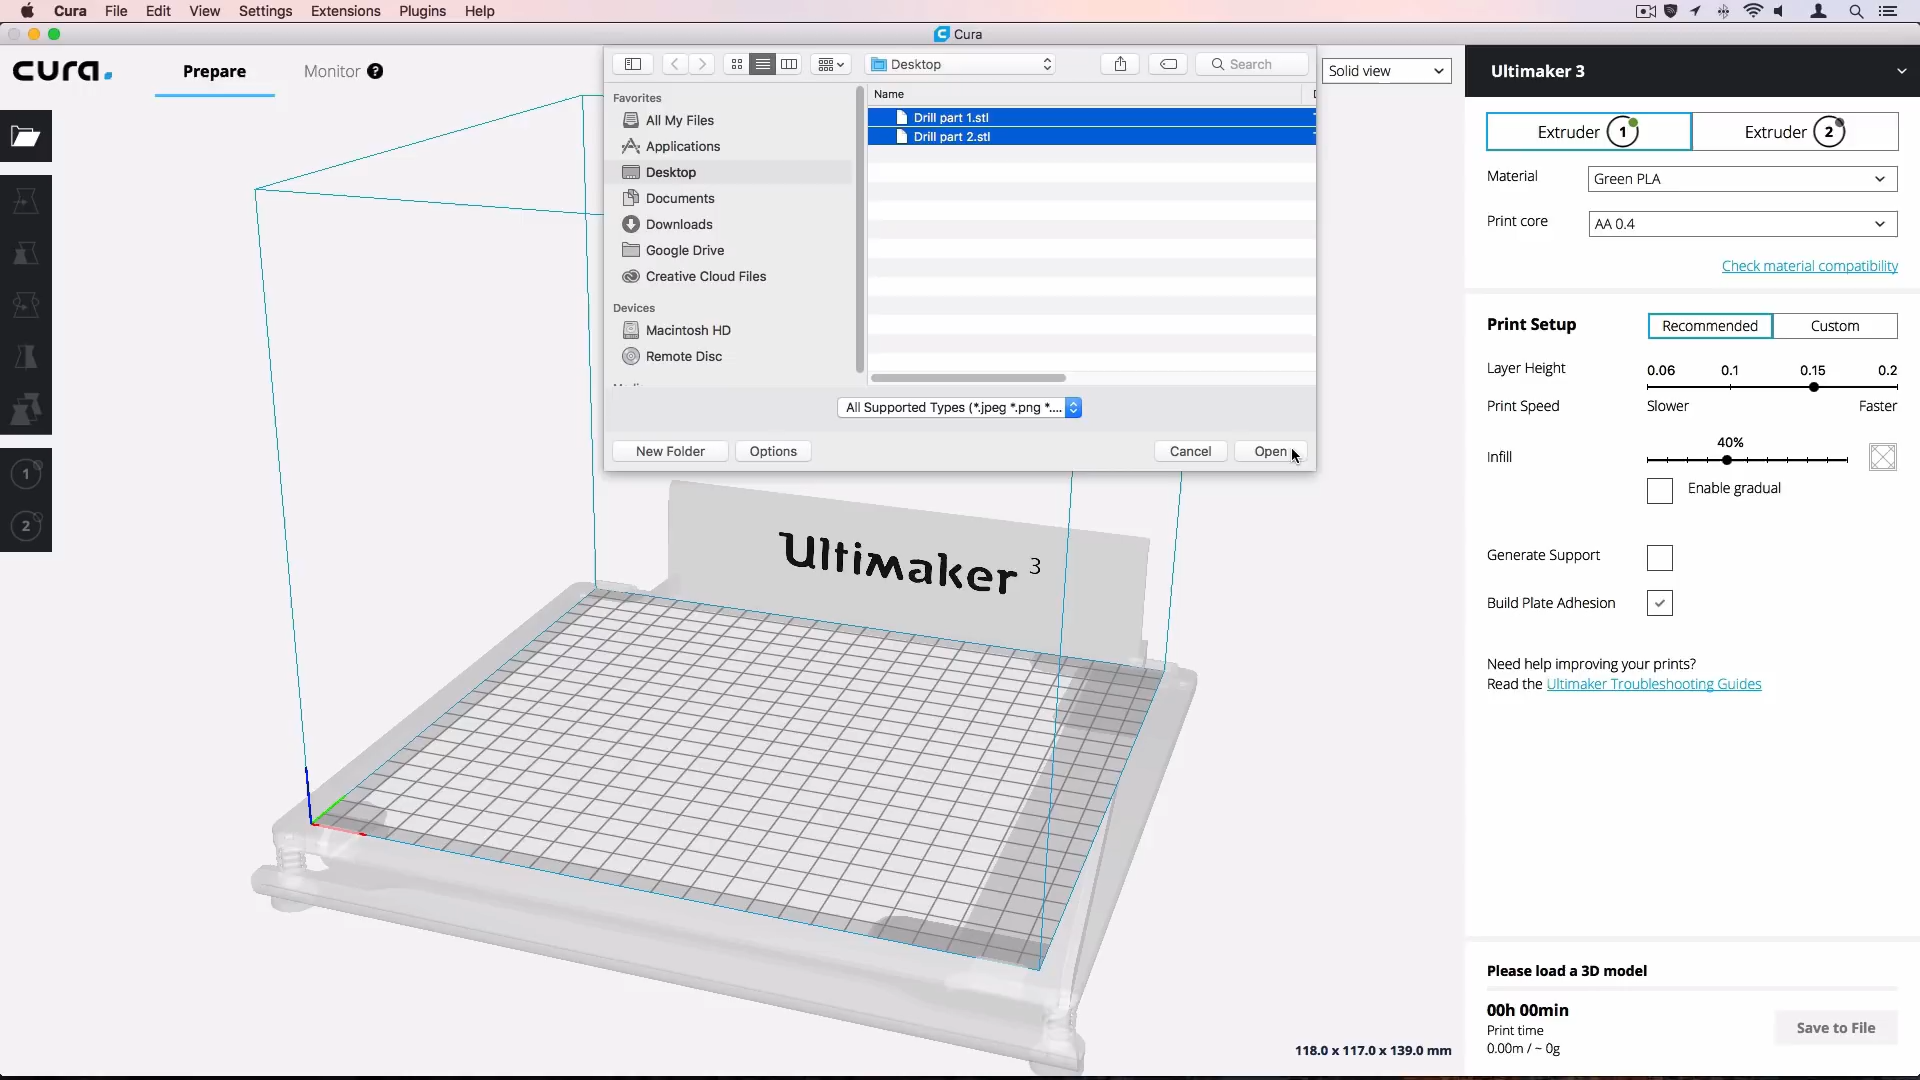 Cura File Edit View Settings Extensions Plugins Help
Cura
cura.
Prepare
Monitor ?
Desktop
Search
Solid view
Ultimaker 3
Favorites
All My Files
Applications
Desktop
Documents
Downloads
Google Drive
Creative Cloud Files
Devices
Macintosh HD
Remote Disc
Name
Drill part 1.stl
Drill part 2.stl
All Supported Types (*.jpeg *.png *....
New Folder
Options
Cancel
Open
Extruder 1
Extruder 2
Material
Green PLA
Print core
AA 0.4
Check material compatibility
Print Setup
Recommended
Custom
Layer Height
0.06 0.1 0.15 0.2
Print Speed
Slower
Faster
40%
Infill
Enable gradual
Generate Support
Build Plate Adhesion
Need help improving your prints?
Read the Ultimaker Troubleshooting Guides
1
2
Ultimaker 3
Please load a 3D model
00h 00min
Print time
0.00m / ~ 0g
Save to File
118.0 x 117.0 x 139.0 mm